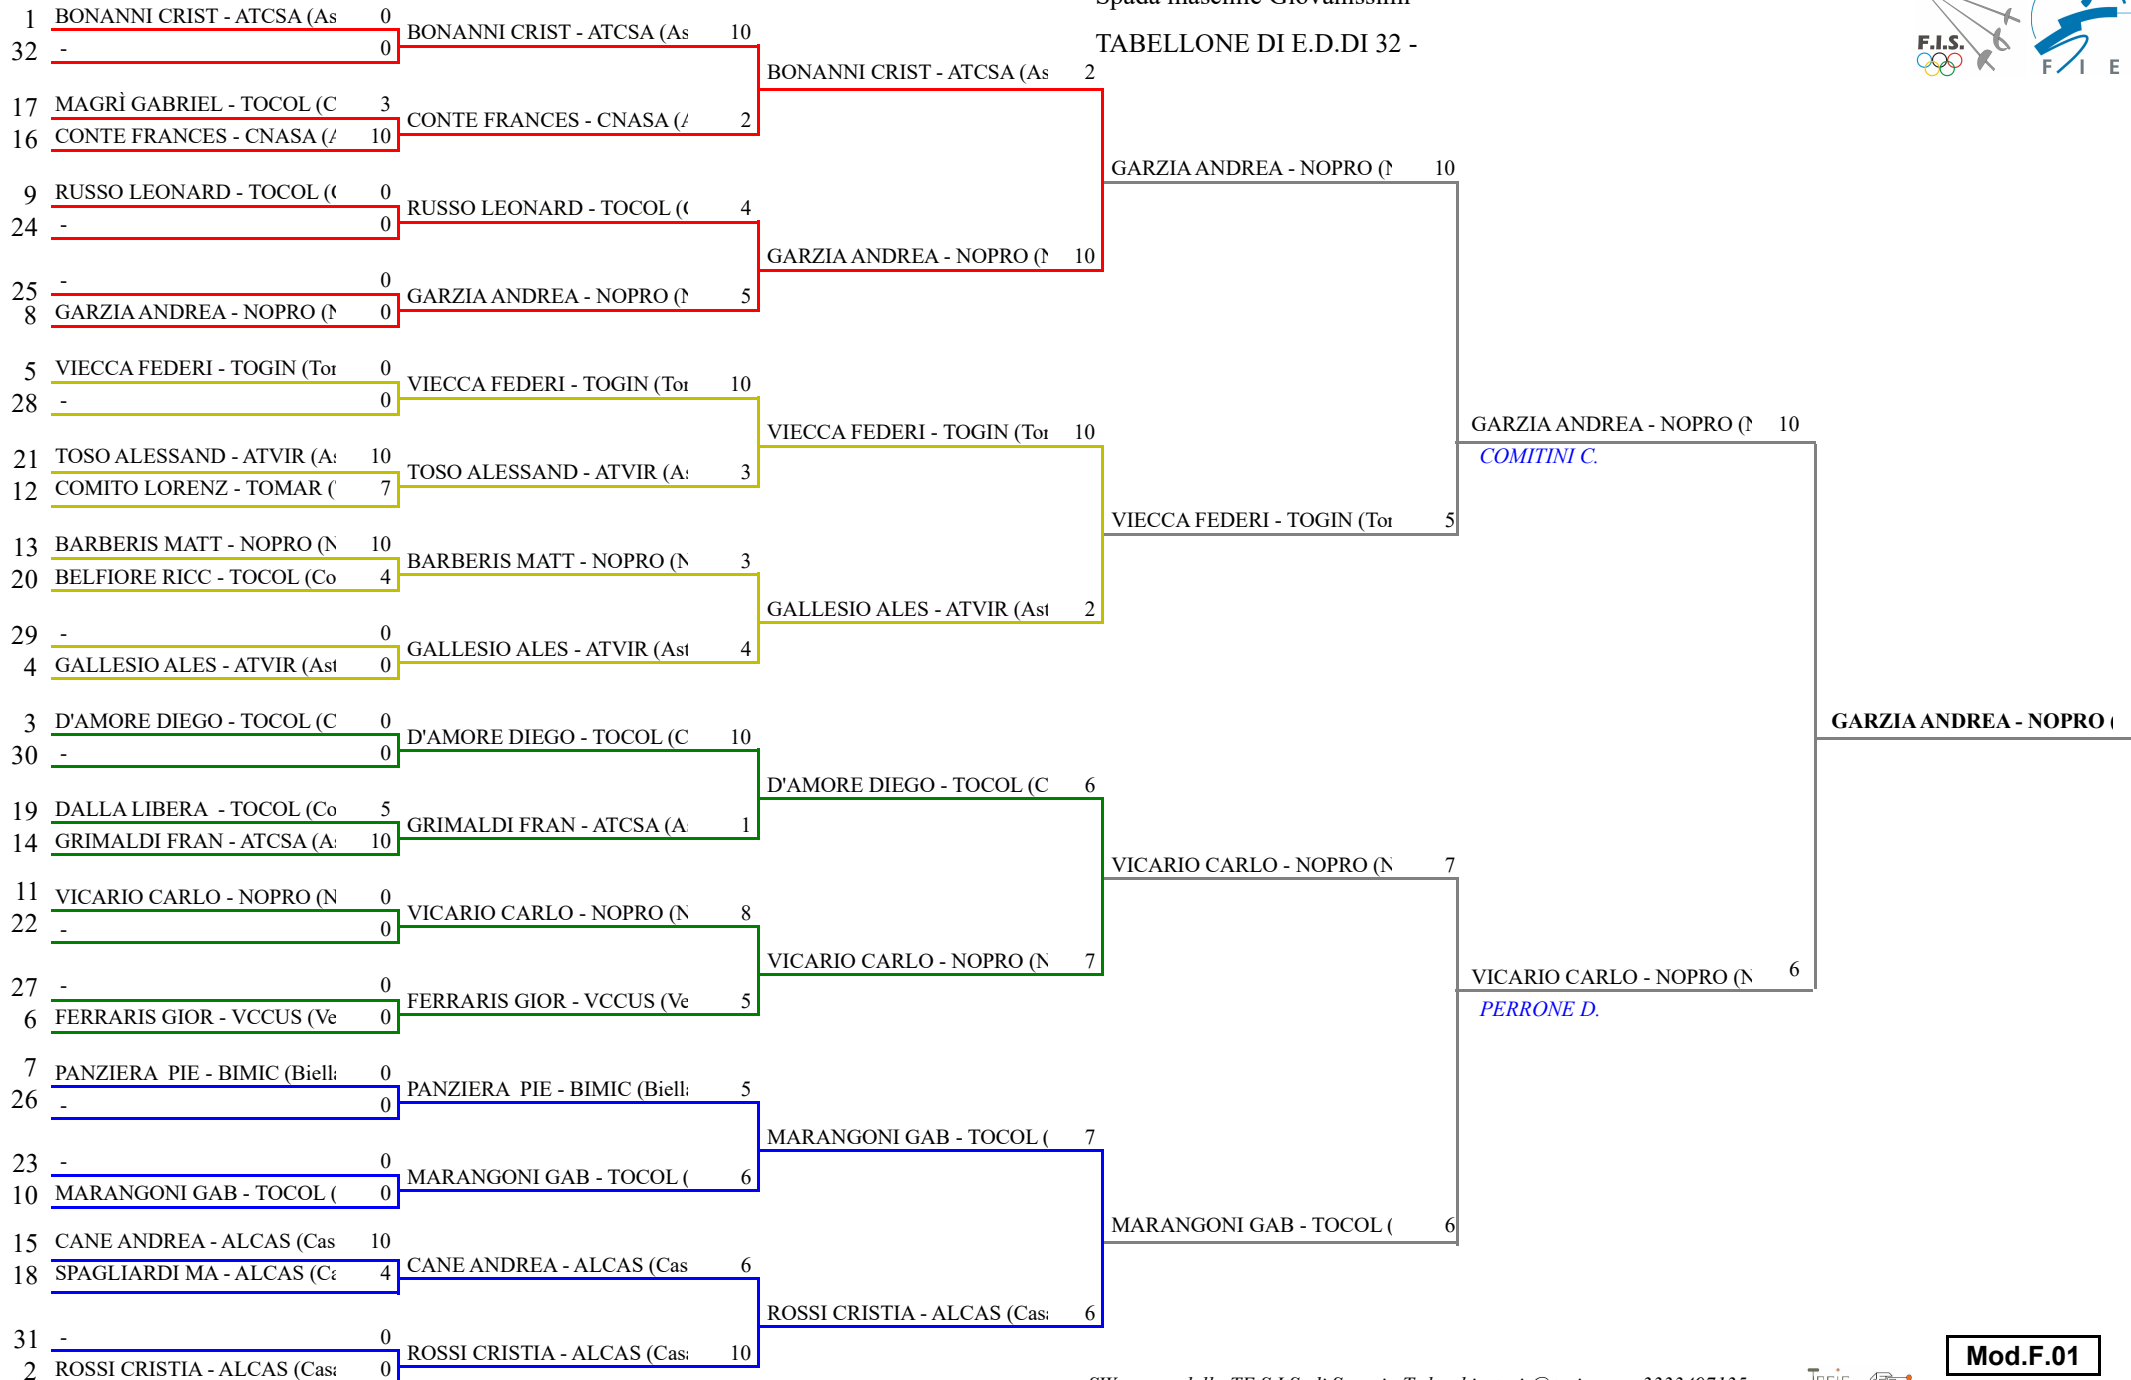 Spada maschile Giovanissimi
TABELLONE DI E.D.DI 32 -
F.I.S.
F I E
1 BONANNI CRIST - ATCSA (As 0
32 - 0
17 MAGRÌ GABRIEL - TOCOL (C 3
16 CONTE FRANCES - CNASA (A 10
9 RUSSO LEONARD - TOCOL (C 0
24 - 0
25 - 0
8 GARZIA ANDREA - NOPRO (N 0
5 VIECCA FEDERI - TOGIN (Tor 0
28 - 0
21 TOSO ALESSAND - ATVIR (As 10
12 COMITO LORENZ - TOMAR ( 7
13 BARBERIS MATT - NOPRO (N 10
20 BELFIORE RICC - TOCOL (Co 4
29 - 0
4 GALLESIO ALES - ATVIR (Ast 0
3 D'AMORE DIEGO - TOCOL (C 0
30 - 0
19 DALLA LIBERA - TOCOL (Co 5
14 GRIMALDI FRAN - ATCSA (As 10
11 VICARIO CARLO - NOPRO (N 0
22 - 0
27 - 0
6 FERRARIS GIOR - VCCUS (Ve 0
7 PANZIERA PIE - BIMIC (Biella 0
26 - 0
23 - 0
10 MARANGONI GAB - TOCOL ( 0
15 CANE ANDREA - ALCAS (Cas 10
18 SPAGLIARDI MA - ALCAS (Ca 4
31 - 0
2 ROSSI CRISTIA - ALCAS (Casa 0
BONANNI CRIST - ATCSA (As 10
CONTE FRANCES - CNASA (A 2
RUSSO LEONARD - TOCOL (C 4
GARZIA ANDREA - NOPRO (N 5
VIECCA FEDERI - TOGIN (Tor 10
TOSO ALESSAND - ATVIR (As 3
BARBERIS MATT - NOPRO (N 3
GALLESIO ALES - ATVIR (Ast 4
D'AMORE DIEGO - TOCOL (C 10
GRIMALDI FRAN - ATCSA (As 1
VICARIO CARLO - NOPRO (N 8
FERRARIS GIOR - VCCUS (Ve 5
PANZIERA PIE - BIMIC (Biella 5
MARANGONI GAB - TOCOL ( 6
CANE ANDREA - ALCAS (Cas 6
ROSSI CRISTIA - ALCAS (Casa 10
BONANNI CRIST - ATCSA (As 2
GARZIA ANDREA - NOPRO (N 10
VIECCA FEDERI - TOGIN (Tor 10
GALLESIO ALES - ATVIR (Ast 2
D'AMORE DIEGO - TOCOL (C 6
VICARIO CARLO - NOPRO (N 7
MARANGONI GAB - TOCOL ( 7
ROSSI CRISTIA - ALCAS (Casa 6
GARZIA ANDREA - NOPRO (N 10
VIECCA FEDERI - TOGIN (Tor 5
VICARIO CARLO - NOPRO (N 7
MARANGONI GAB - TOCOL ( 6
GARZIA ANDREA - NOPRO (N 10
COMITINI C.
VICARIO CARLO - NOPRO (N 6
PERRONE D.
GARZIA ANDREA - NOPRO (
Mod.F.01